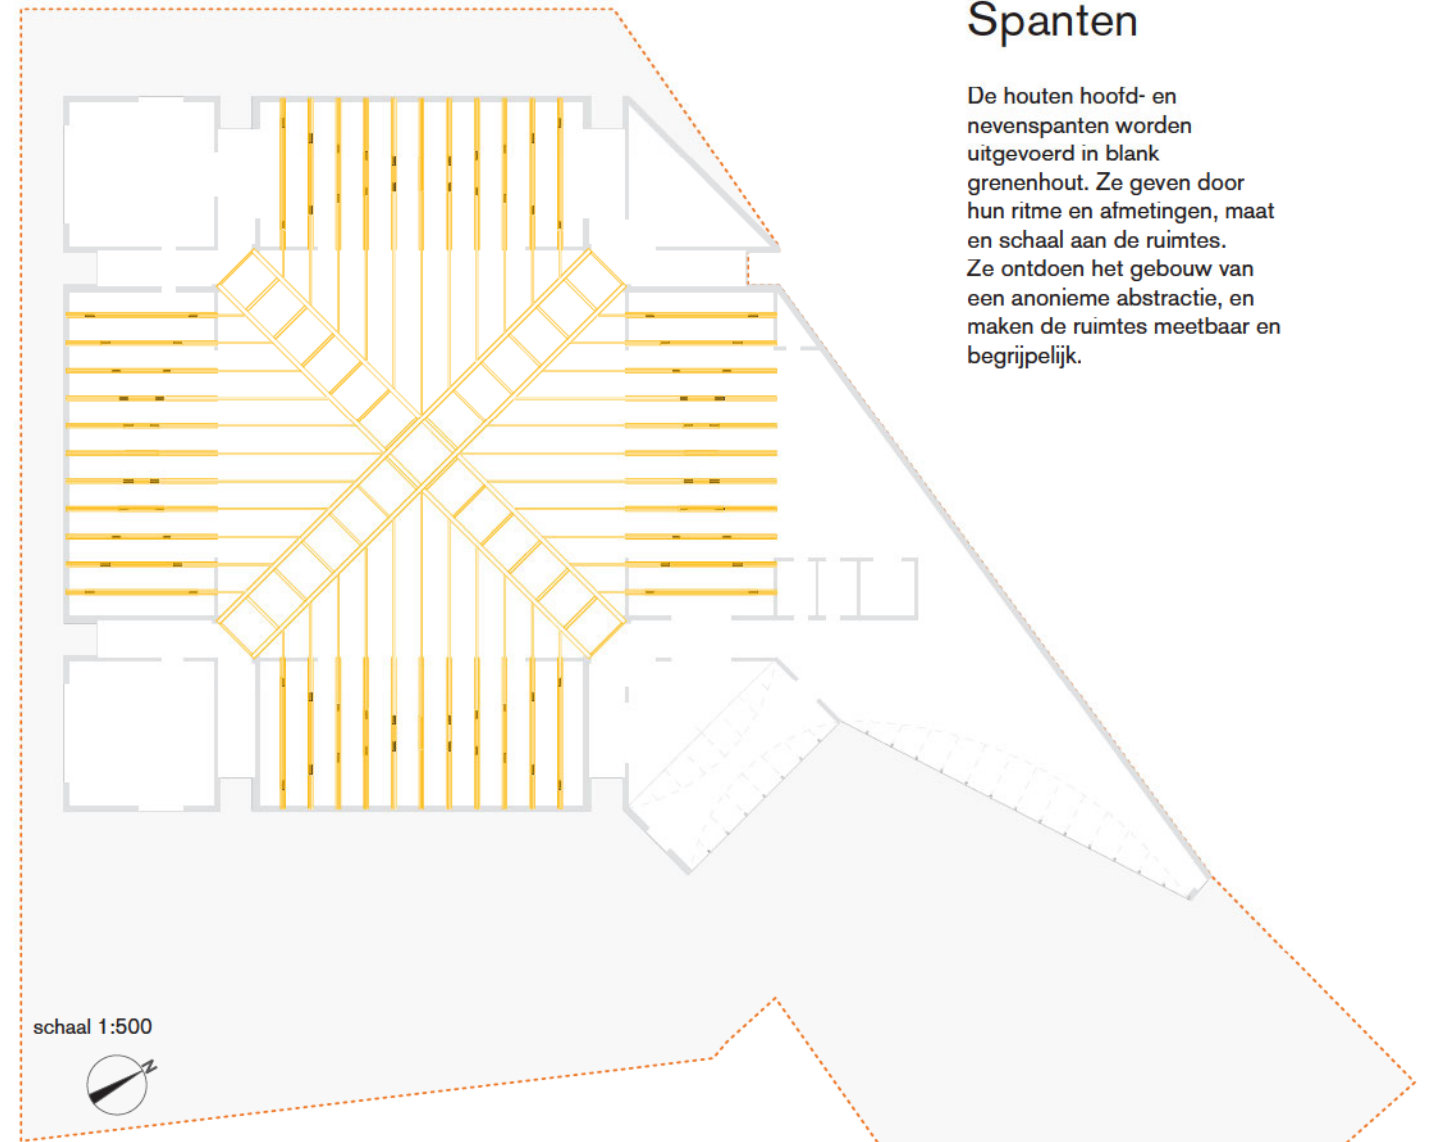 Spanten
De houten hoofd- en
nevenspanten worden
uitgevoerd in blank
grenenhout. Ze geven door
hun ritme en afmetingen, maat
en schaal aan de ruimtes.
Ze ontdoen het gebouw van
een anonieme abstractie, en
maken de ruimtes meetbaar en
begrijpelijk.
schaal 1:500
N